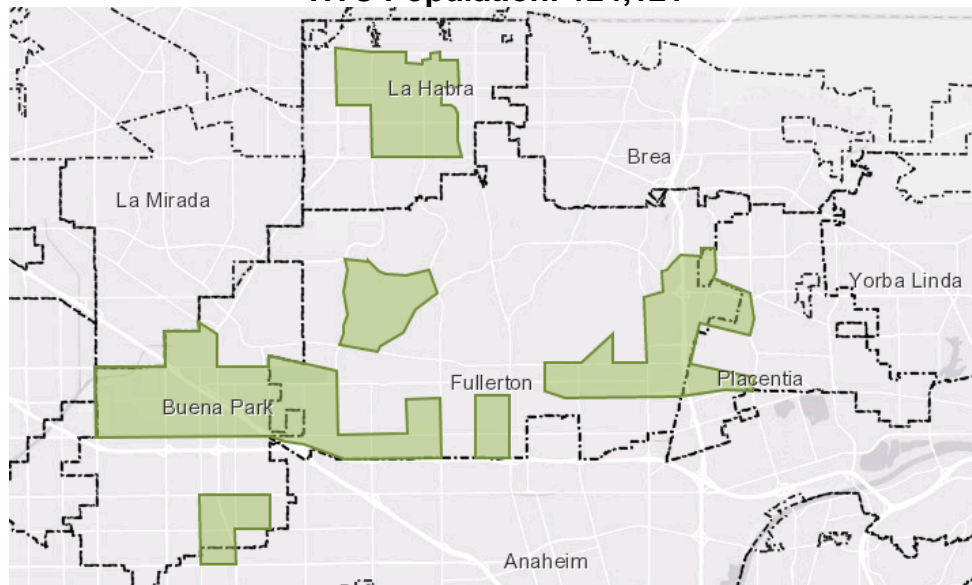 La Habra
Brea
La Mirada
Yorba Linda
Fullerton
Placentia
Buena Park
Anaheim